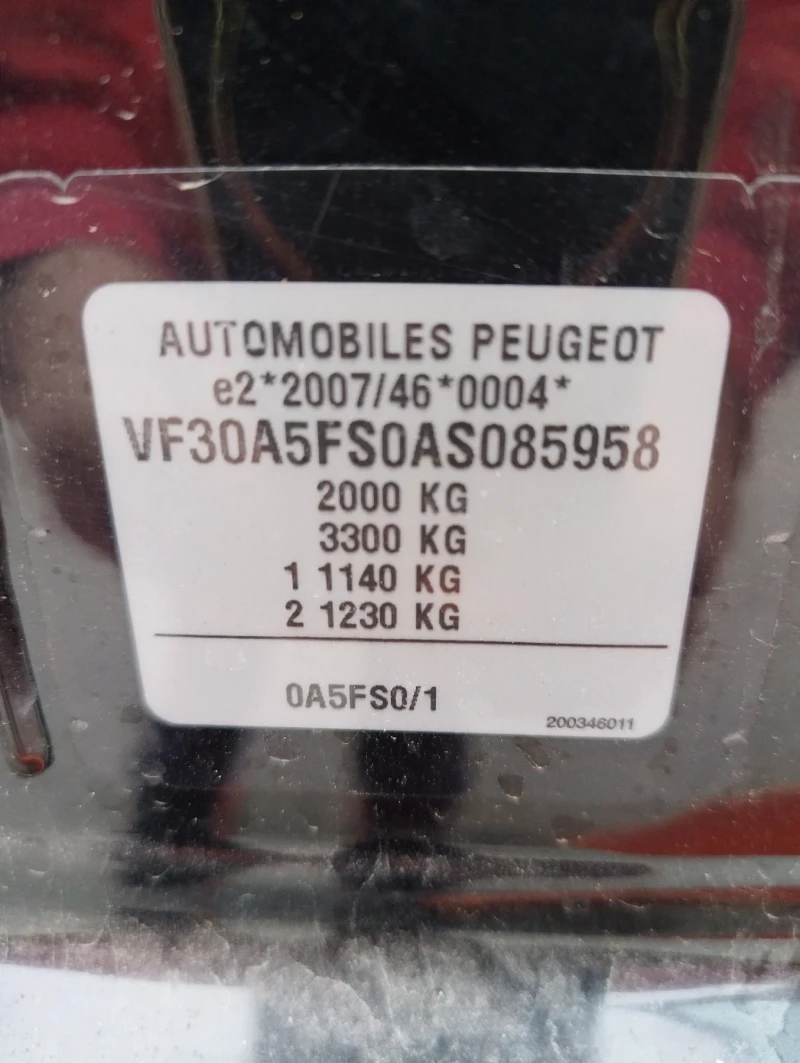 AUTOMOBILES PEUGEOT
e2*2007/46*0004*
VF30A5FS0AS085958
2000 KG
3300 KG
1 1140 KG
2 1230 KG
0A5FS0/1
200346011